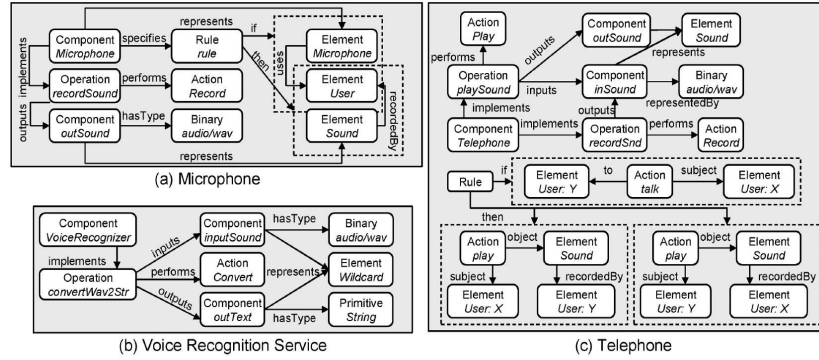 represents
Component
Microphone
specifies
Rule
rule
if
then
Element
Microphone
implements
uses
Operation
recordSound
performs
Action
Record
Element
User
recordedBy
outputs
Component
outSound
hasType
Binary
audio/wav
Element
Sound
represents
(a) Microphone
Component
VoiceRecognizer
inputs
Component
inputSound
hasType
Binary
audio/wav
implements
Operation
convertWav2Str
performs
Action
Convert
represents
Element
Wildcard
outputs
Component
outText
hasType
Primitive
String
(b) Voice Recognition Service
Action
Play
Component
outSound
Element
Sound
performs
outputs
represents
Operation
playSound
inputs
Component
inSound
Binary
audio/wav
representedBy
implements
outputs
Component
Telephone
implements
Operation
recordSnd
performs
Action
Record
Rule
if
Element
User: Y
to
Action
talk
subject
Element
User: X
then
Action
play
object
Element
Sound
subject
recordedBy
Element
User: X
Element
User: Y
Action
play
object
Element
Sound
subject
recordedBy
Element
User: Y
Element
User: X
(c) Telephone